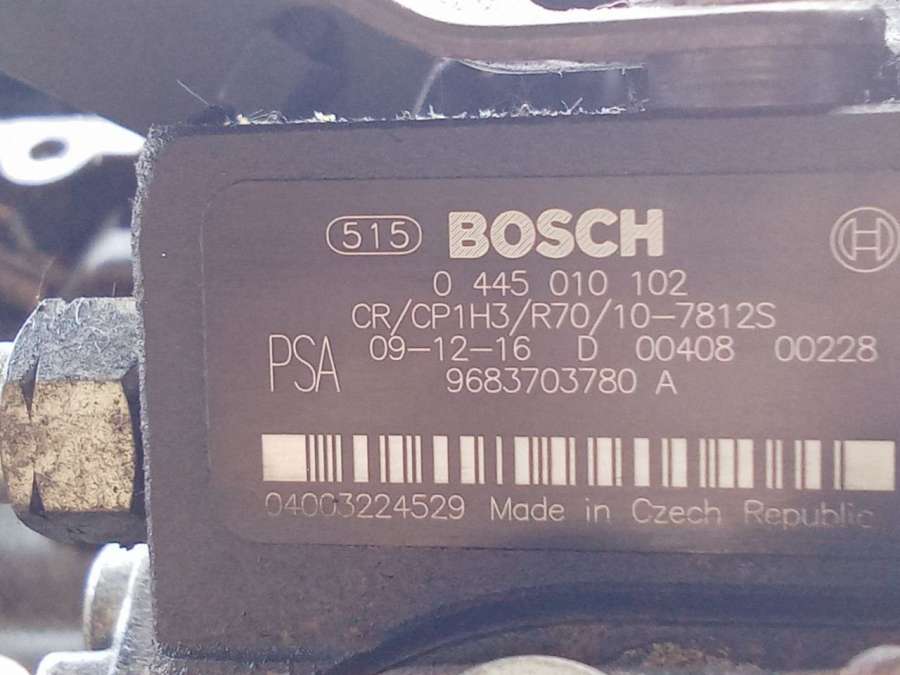 515 BOSCH
0 445 010 102
CR/CP1H3/R70/10-7812S
PSA 09-12-16 D 00408 00228
9683703780 A
04003224529 Made in Czech Republic